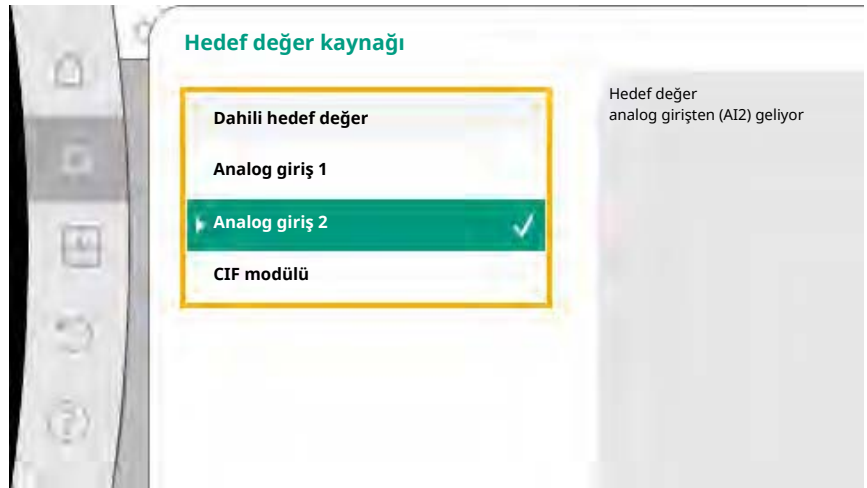 Hedef değer kaynağı
Dahili hedef değer
Analog giriş 1
Analog giriş 2
CIF modülü
Hedef değer
analog girişten (AI2) geliyor